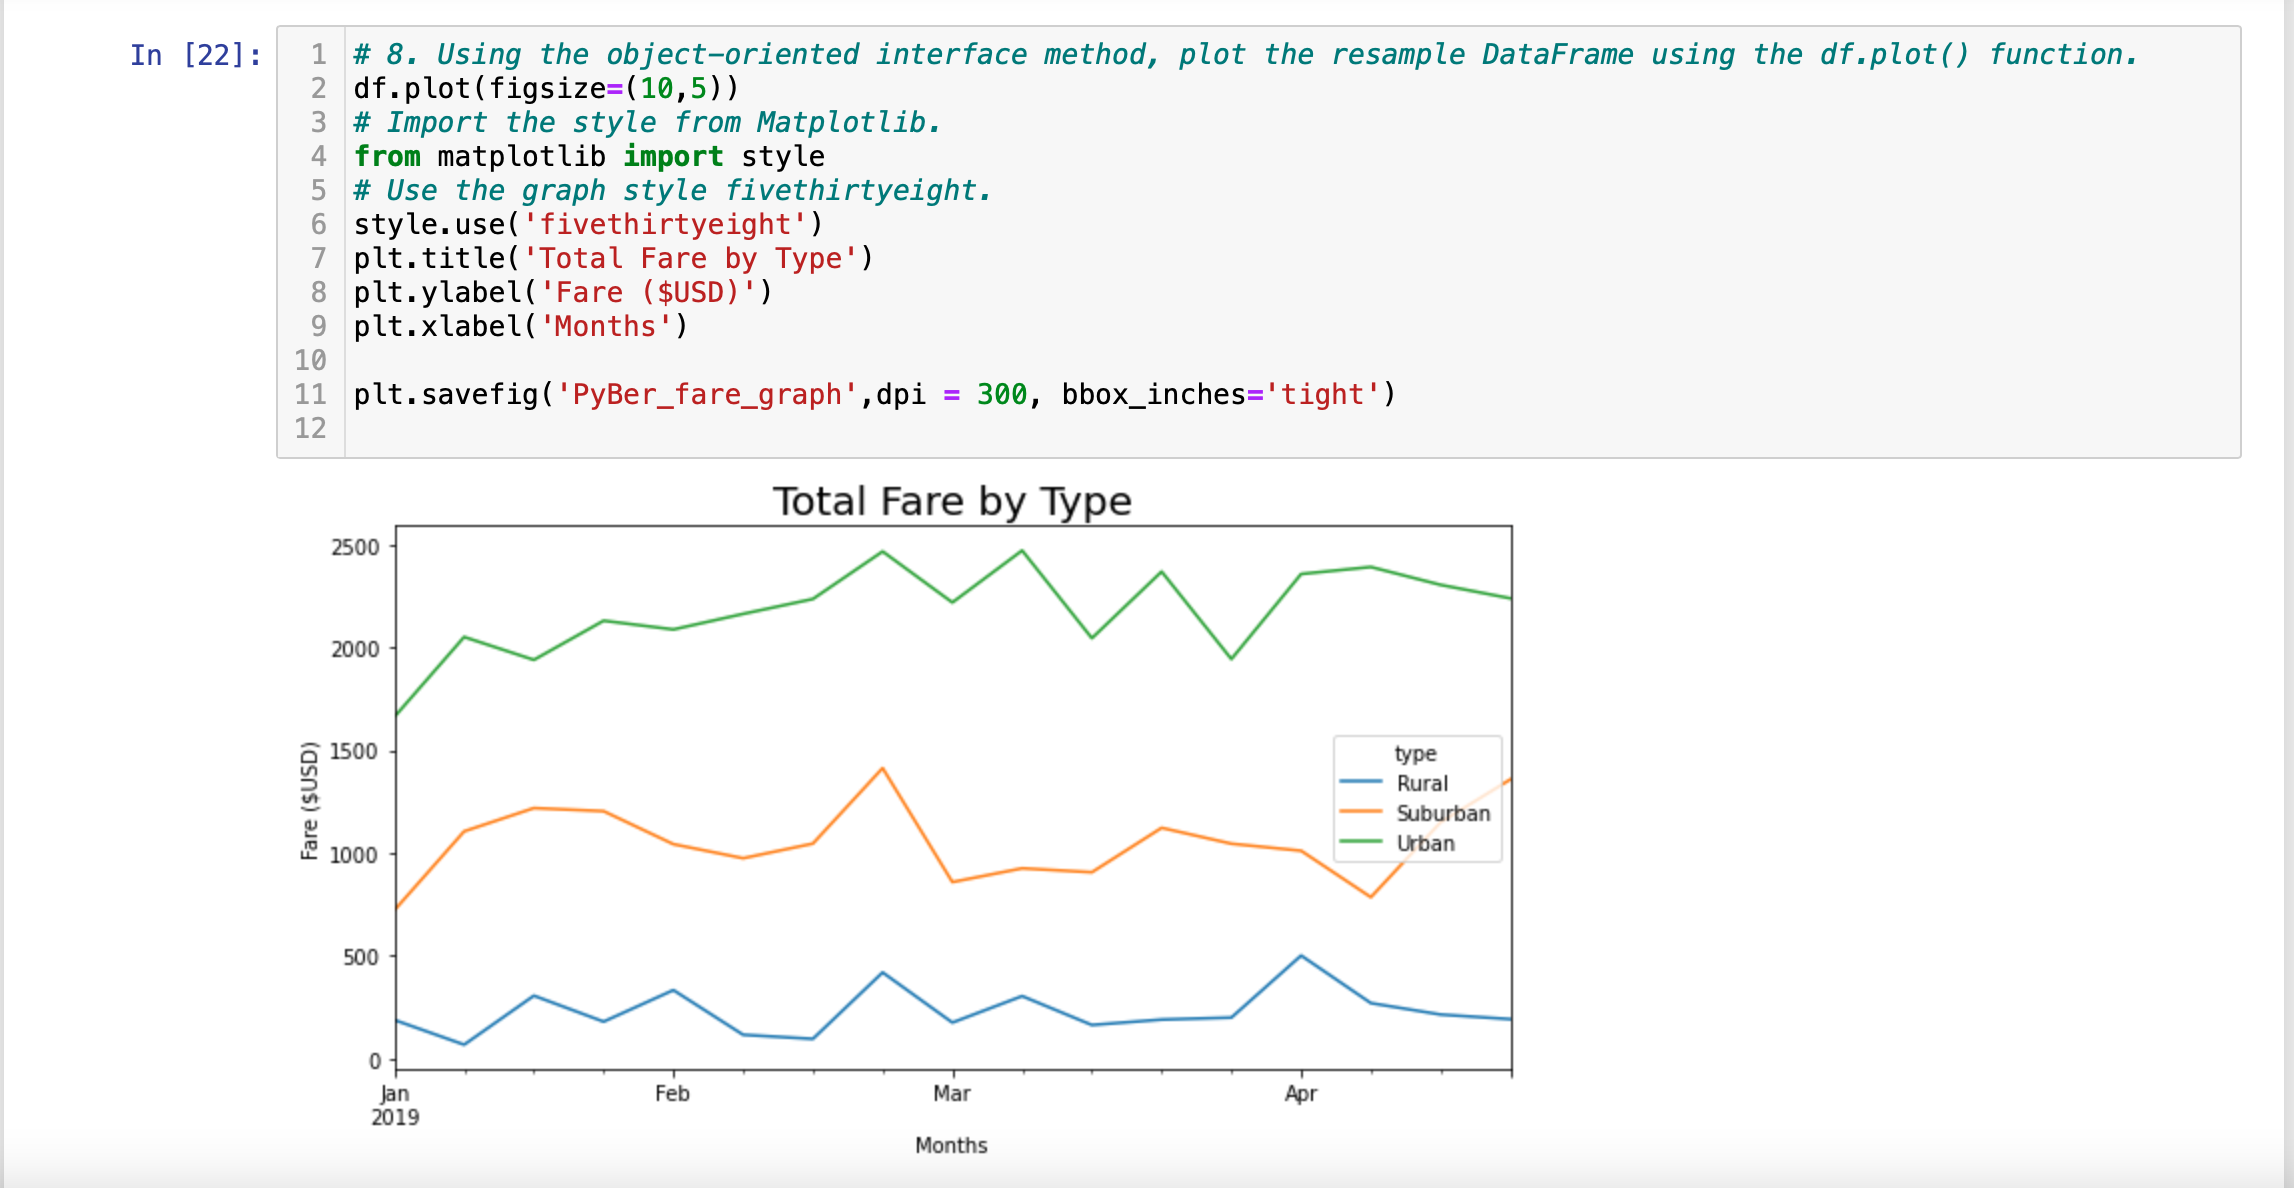 In [22]:
1 # 8. Using the object-oriented interface method, plot the resample DataFrame using the df.plot() function.
2 df.plot(figsize=(10,5))
3 # Import the style from Matplotlib.
4 from matplotlib import style
5 # Use the graph style fivethirtyeight.
6 style.use('fivethirtyeight')
7 plt.title('Total Fare by Type')
8 plt.ylabel('Fare ($USD)')
9 plt.xlabel('Months')
10
11 plt.savefig('PyBer_fare_graph',dpi = 300, bbox_inches='tight')
12
Total Fare by Type
2500
2000
1500
1000
500
0
Fare ($USD)
type
Rural
Suburban
Urban
Jan Feb Mar Apr
2019
Months